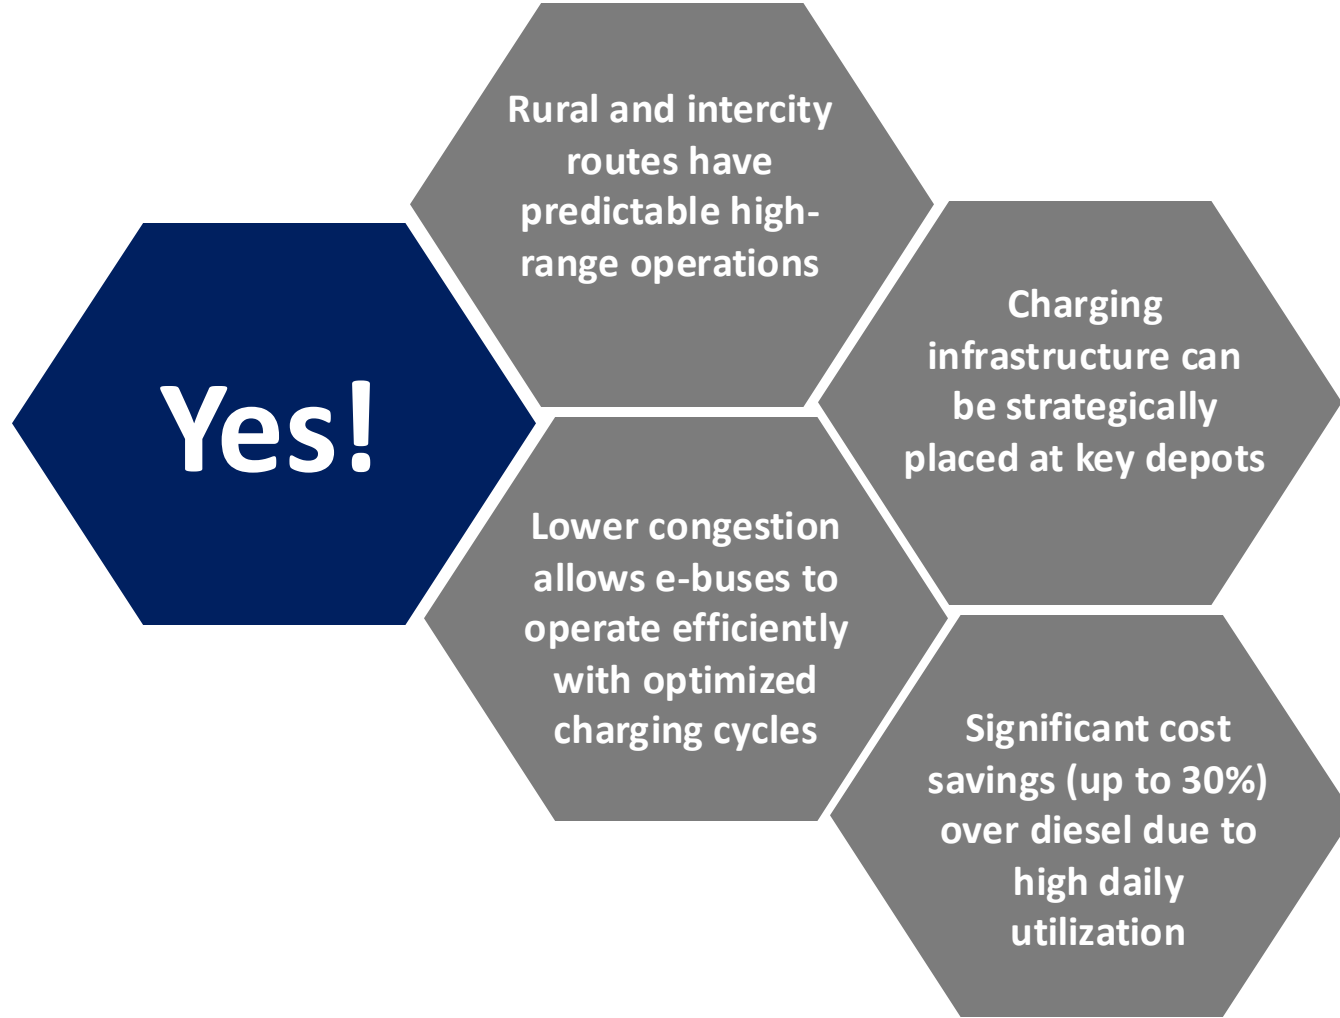 Yes!
Rural and intercity
routes have
predictable high-
range operations
Lower congestion
allows e-buses to
operate efficiently
with optimized
charging cycles
Charging
infrastructure can
be strategically
placed at key depots
Significant cost
savings (up to 30%)
over diesel due to
high daily
utilization